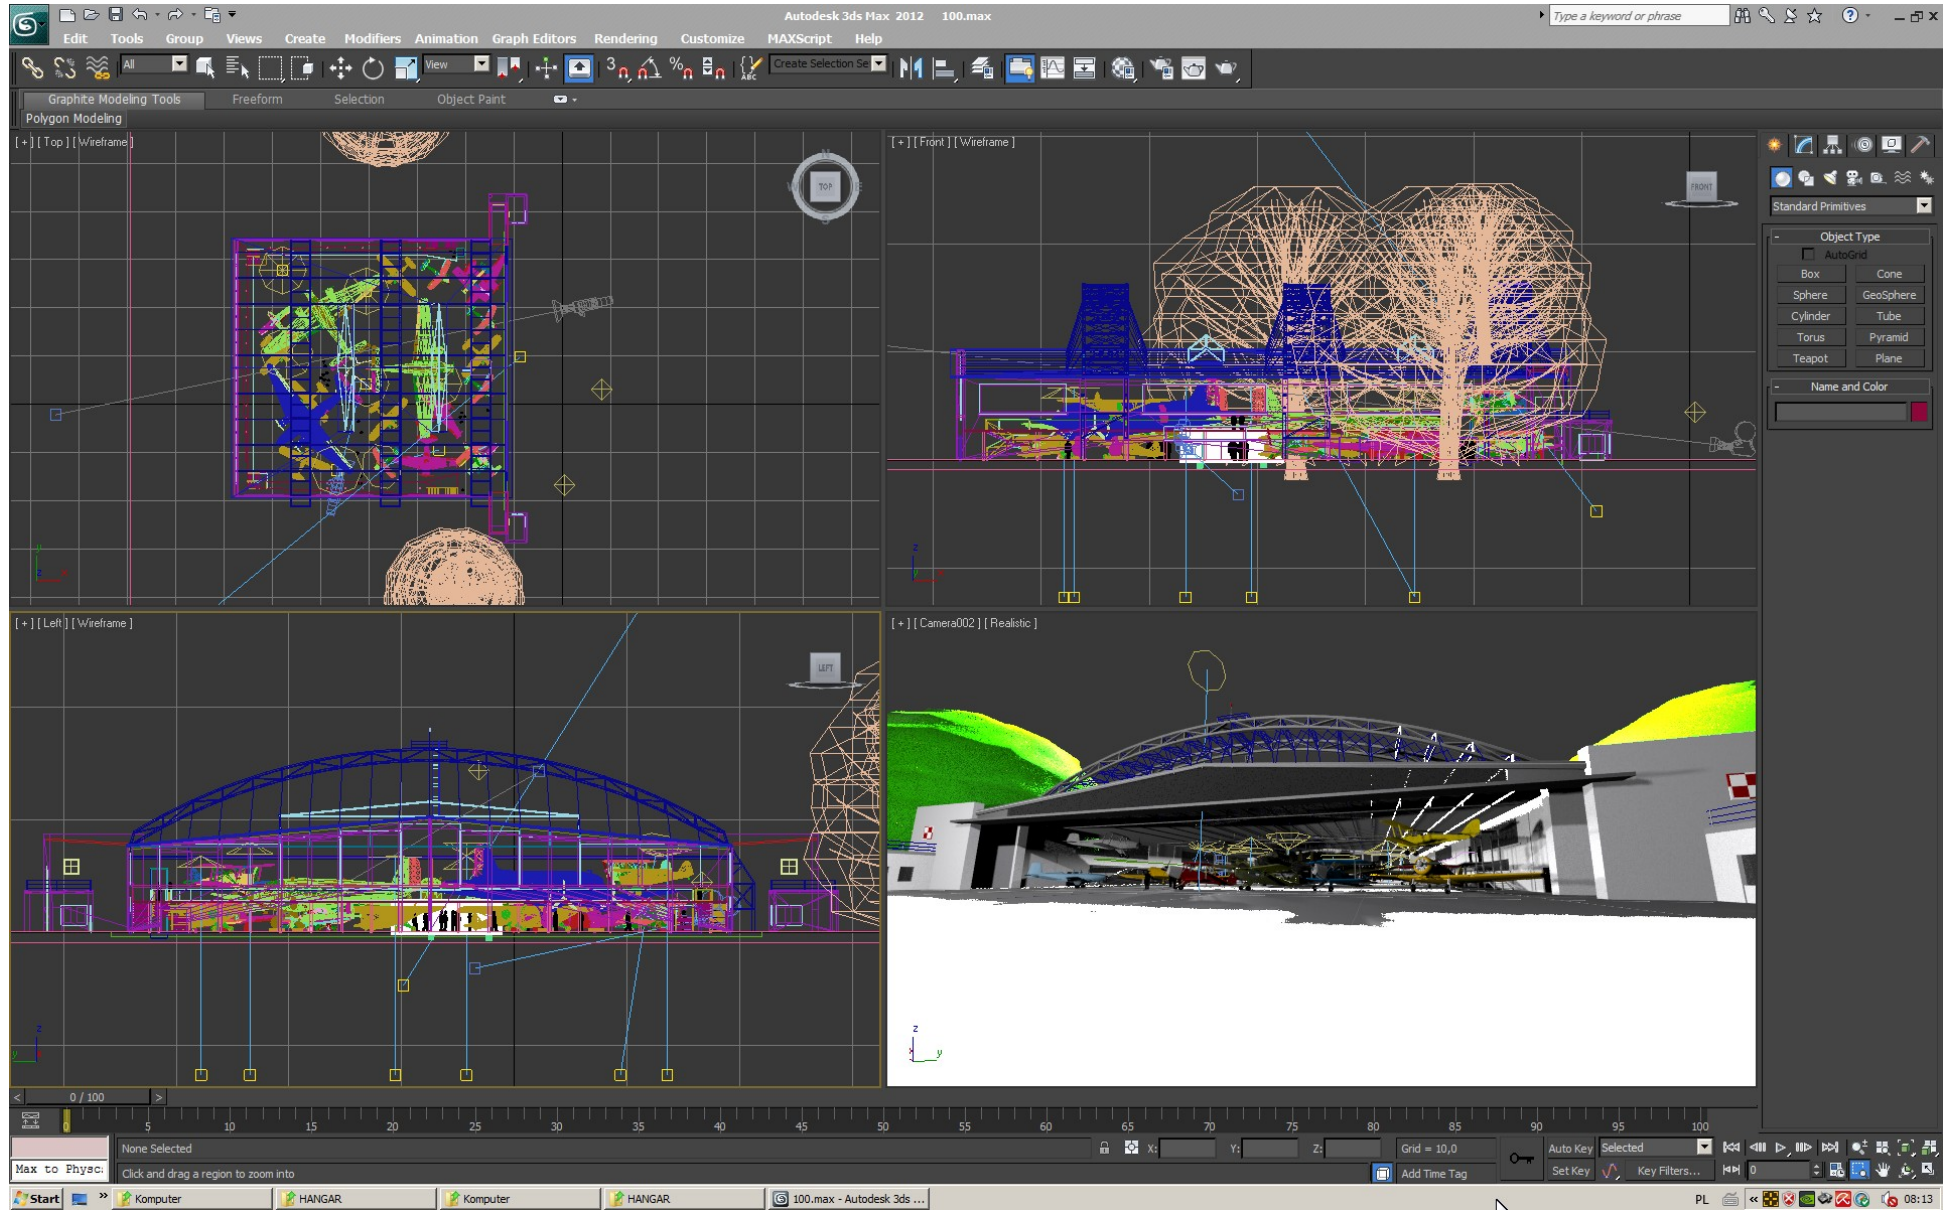 Autodesk 3ds Max 2012 100.max
Type a keyword or phrase
Edit Tools Group Views Create Modifiers Animation Graph Editors Rendering Customize MAXScript Help
All
View
3
%
ABC
Create Selection Se
Graphite Modeling Tools Freeform Selection Object Paint
Polygon Modeling
[ + ] [ Top ] [ Wireframe ]
TOP
[ + ] [ Front ] [ Wireframe ]
FRONT
Standard Primitives
- Object Type
AutoGrid
Box Cone
Sphere GeoSphere
Cylinder Tube
Torus Pyramid
Teapot Plane
- Name and Color
[ + ] [ Left ] [ Wireframe ]
LEFT
[ + ] [ Camera002 ] [ Realistic ]
z
y
z
y
< 0 / 100 >
0 5 10 15 20 25 30 35 40 45 50 55 60 65 70 75 80 85 90 95 100
None Selected
X: Y: Z:
Grid = 10,0
Auto Key Selected
Max to Physc:
Click and drag a region to zoom into
Add Time Tag
Set Key Key Filters...
0
Start » Komputer HANGAR Komputer HANGAR 100.max - Autodesk 3ds ...
PL « 08:13